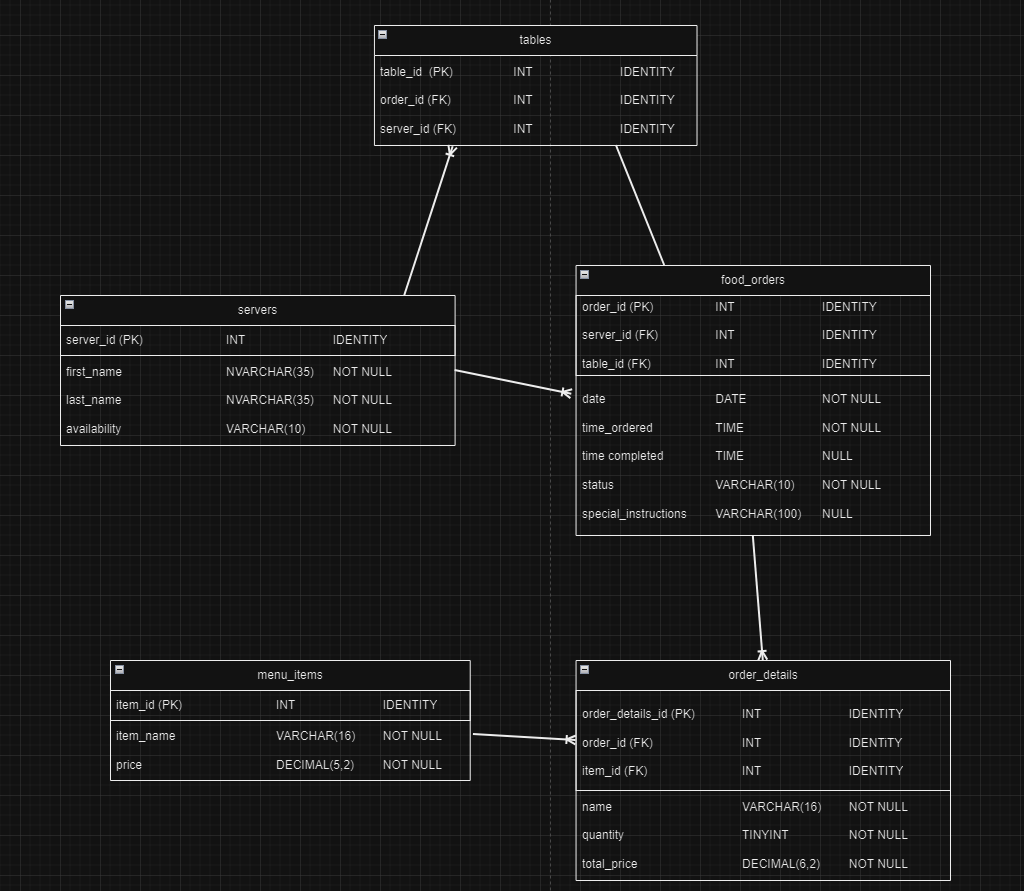 tables
table_id (PK) INT IDENTITY
order_id (FK) INT IDENTITY
server_id (FK) INT IDENTITY
servers
server_id (PK) INT IDENTITY
first_name NVARCHAR(35) NOT NULL
last_name NVARCHAR(35) NOT NULL
availability VARCHAR(10) NOT NULL
food_orders
order_id (PK) INT IDENTITY
server_id (FK) INT IDENTITY
table_id (FK) INT IDENTITY
date DATE NOT NULL
time_ordered TIME NOT NULL
time completed TIME NULL
status VARCHAR(10) NOT NULL
special_instructions VARCHAR(100) NULL
menu_items
item_id (PK) INT IDENTITY
item_name VARCHAR(16) NOT NULL
price DECIMAL(5,2) NOT NULL
order_details
order_details_id (PK) INT IDENTITY
order_id (FK) INT IDENTiTY
item_id (FK) INT IDENTITY
name VARCHAR(16) NOT NULL
quantity TINYINT NOT NULL
total_price DECIMAL(6,2) NOT NULL